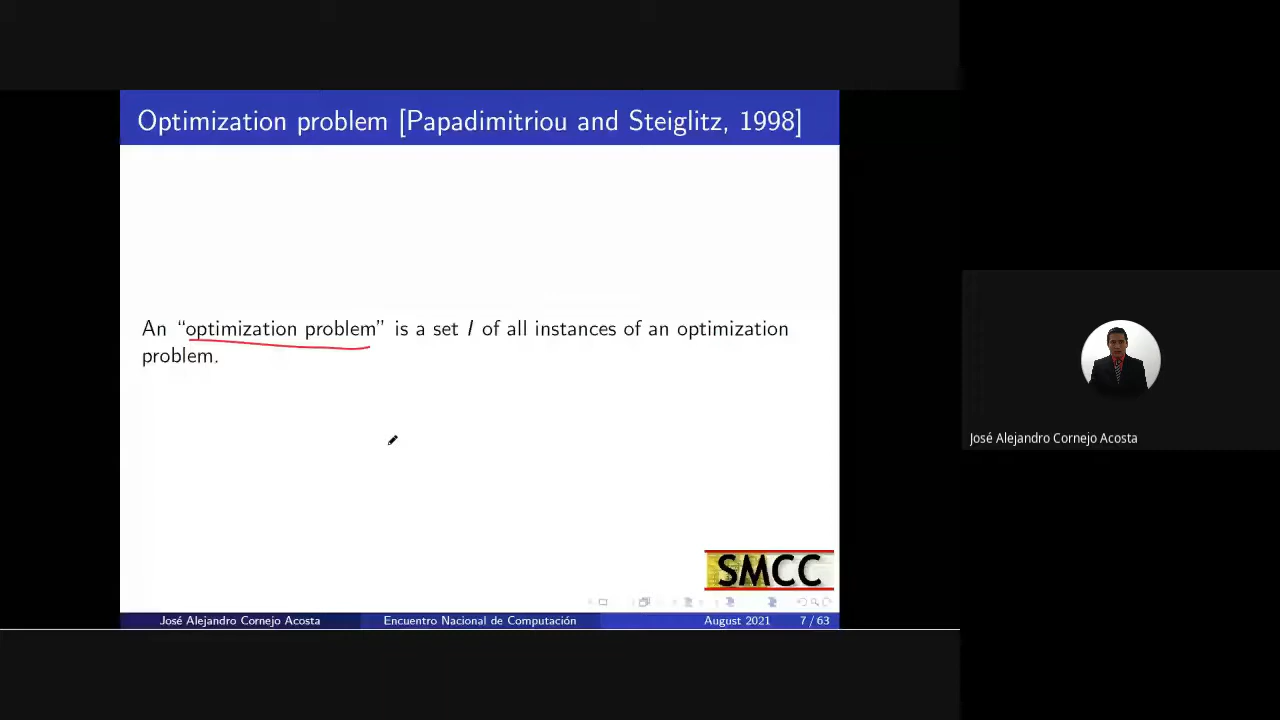 Optimization problem [Papadimitriou and Steiglitz, 1998]
An “optimization problem” is a set I of all instances of an optimization
problem.
SMCC
José Alejandro Cornejo Acosta
Encuentro Nacional de Computación
August 2021
7 / 63
José Alejandro Cornejo Acosta